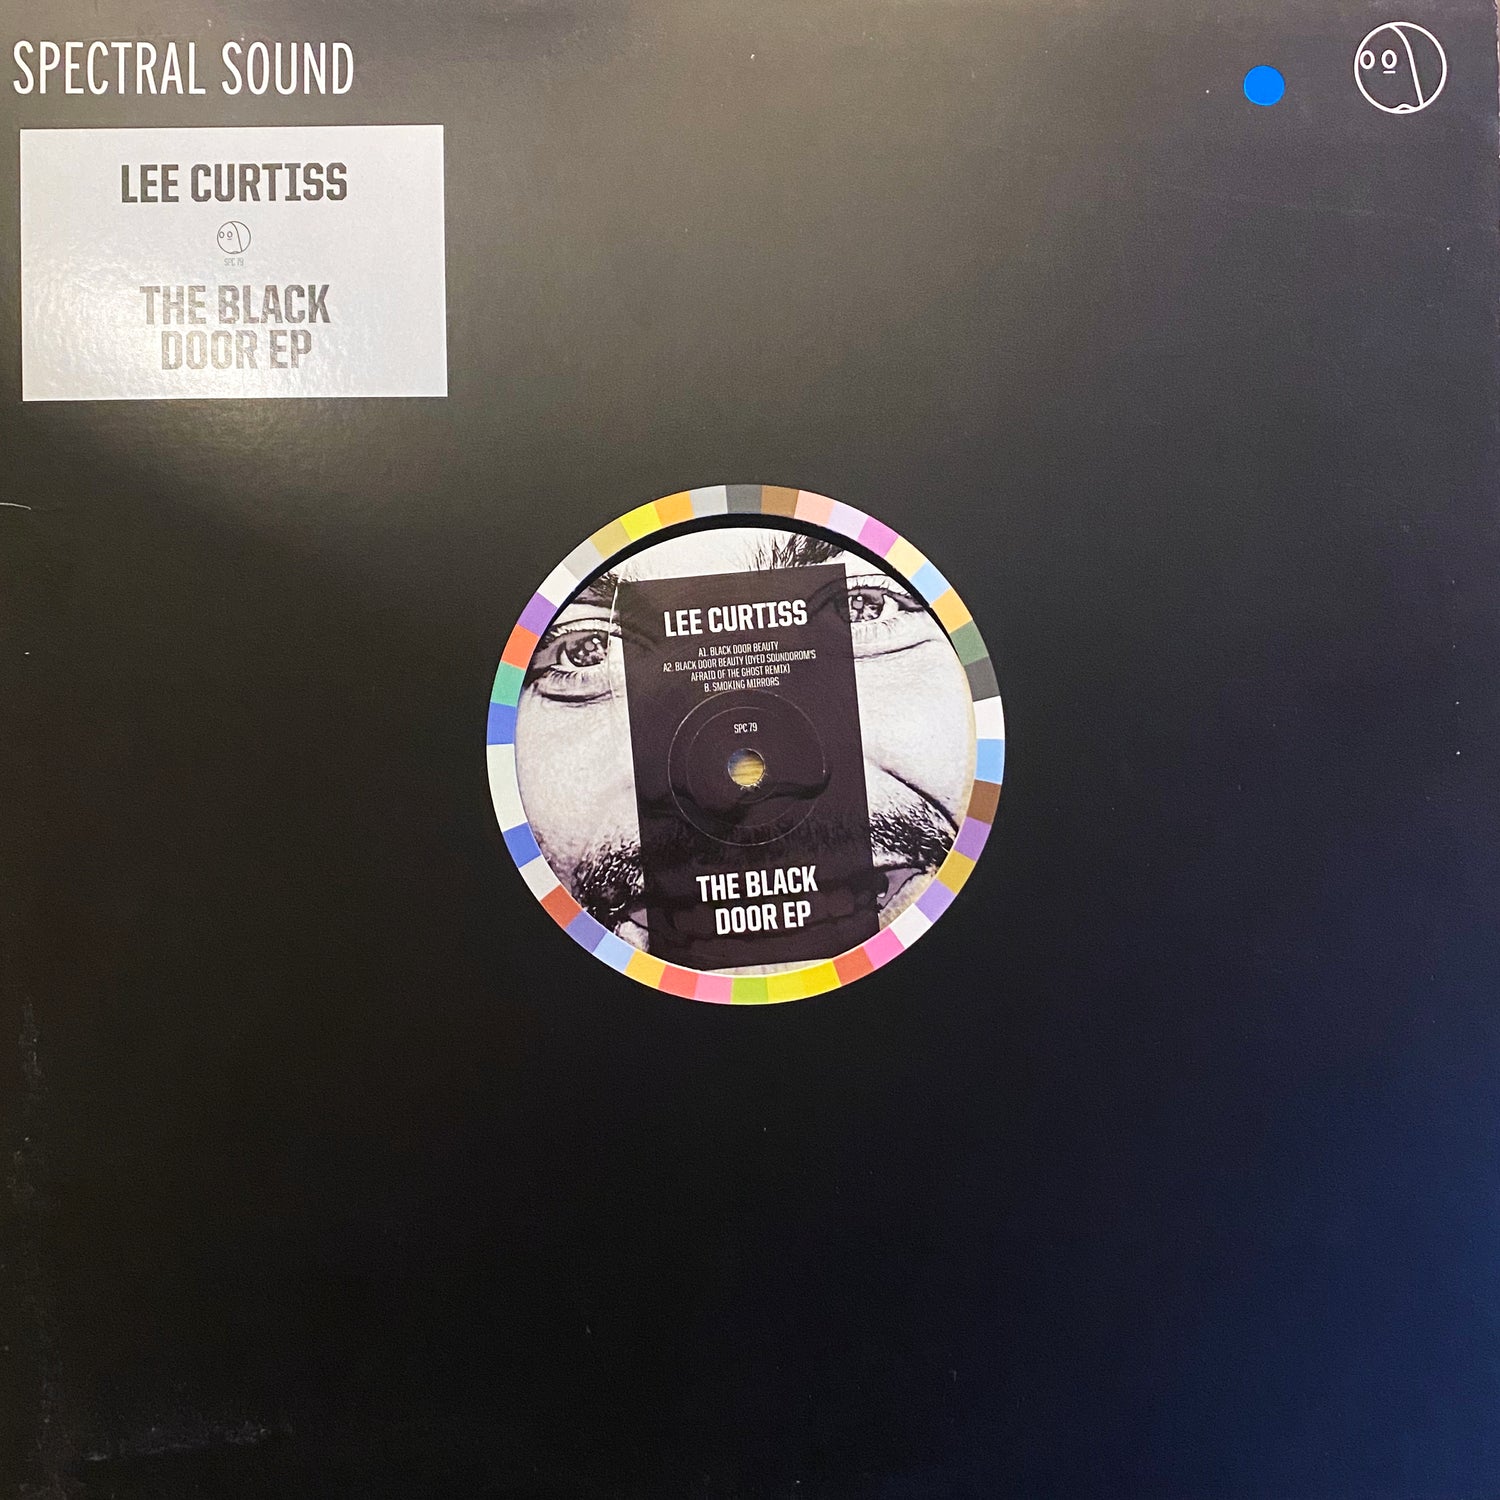 SPECTRAL SOUND
LEE CURTISS
SPC 79
THE BLACK
DOOR EP
LEE CURTISS
A1. BLACK DOOR BEAUTY
A2. BLACK DOOR BEAUTY (DYED SOUNDOROM'S
AFRAID OF THE GHOST REMIX)
B. SMOKING MIRRORS
SPC 79
THE BLACK
DOOR EP